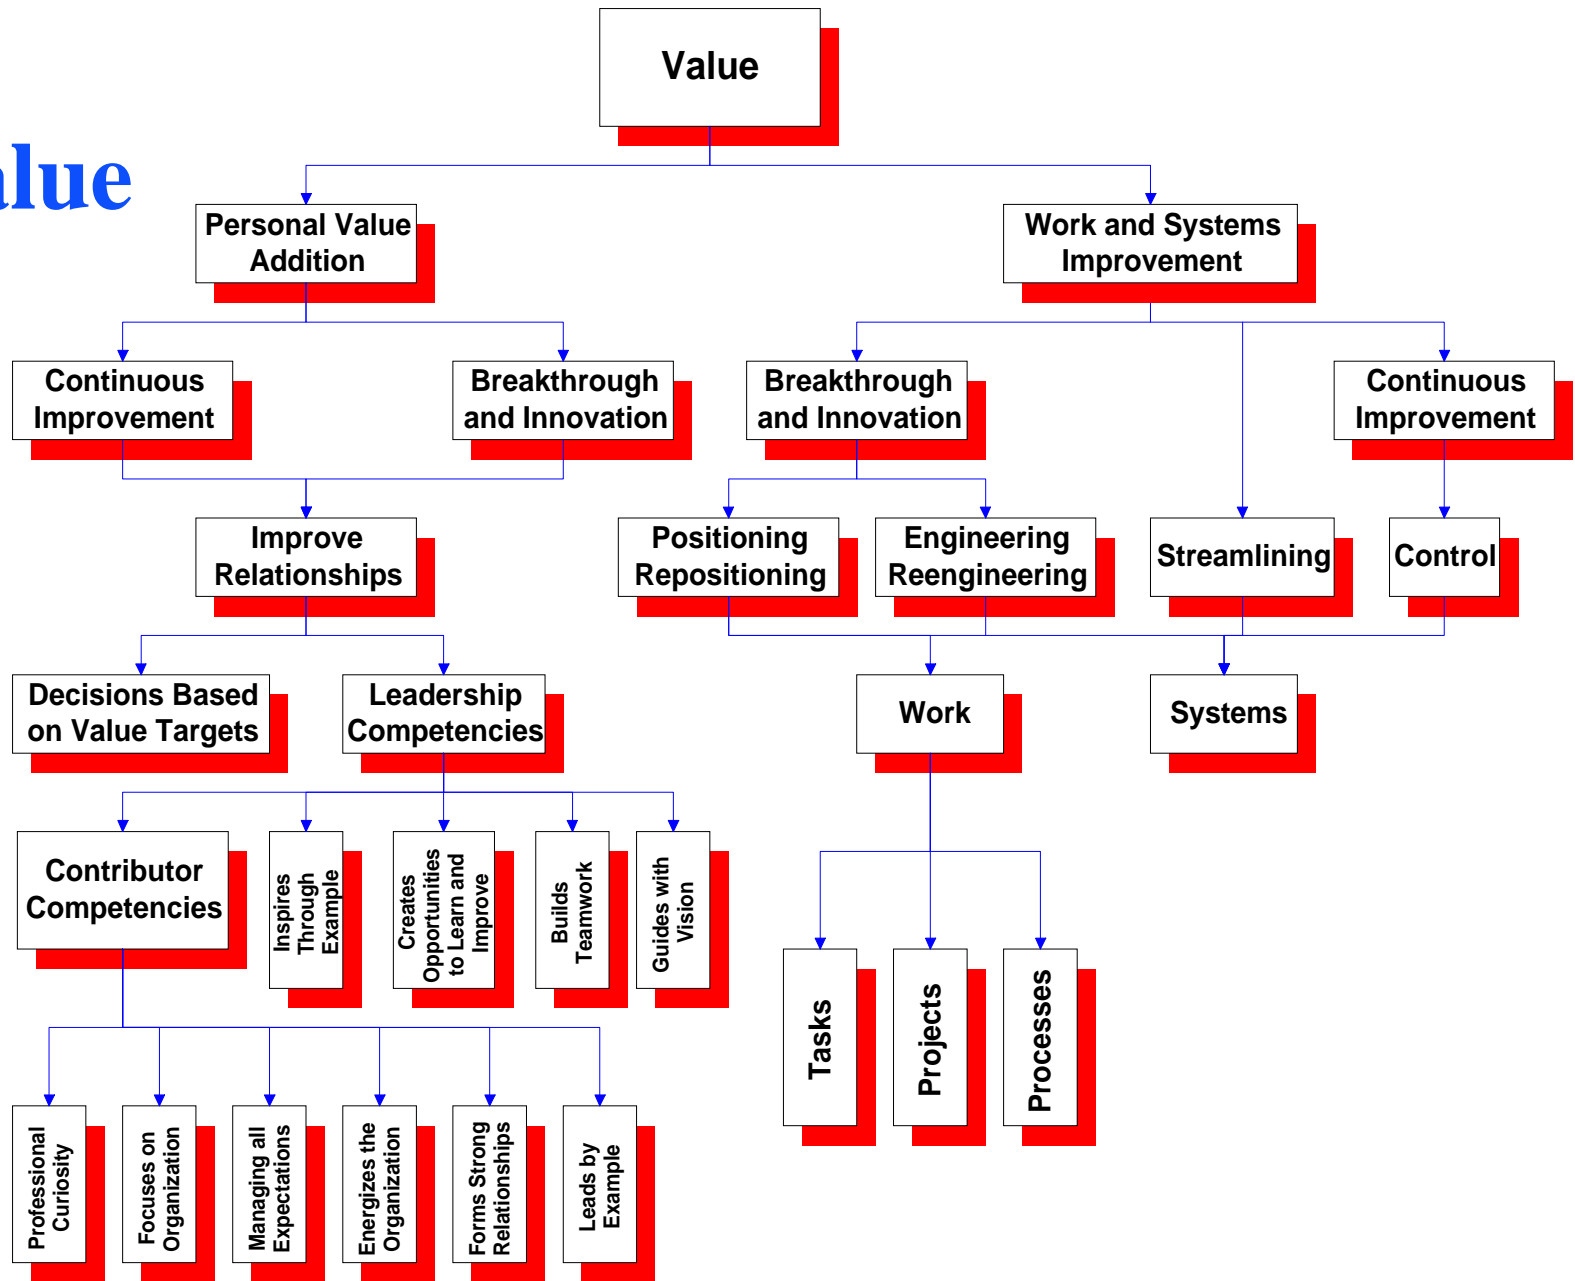 Value
alue
Personal Value
Addition
Work and Systems
Improvement
Continuous
Improvement
Breakthrough
and Innovation
Breakthrough
and Innovation
Continuous
Improvement
Improve
Relationships
Positioning
Repositioning
Engineering
Reengineering
Streamlining
Control
Decisions Based
on Value Targets
Leadership
Competencies
Work
Systems
Contributor
Competencies
Inspires
Through
Example
Creates
Opportunities
to Learn and
Improve
Builds
Teamwork
Guides with
Vision
Tasks
Projects
Processes
Professional
Curiosity
Focuses on
Organization
Managing all
Expectations
Energizes the
Organization
Forms Strong
Relationships
Leads by
Example